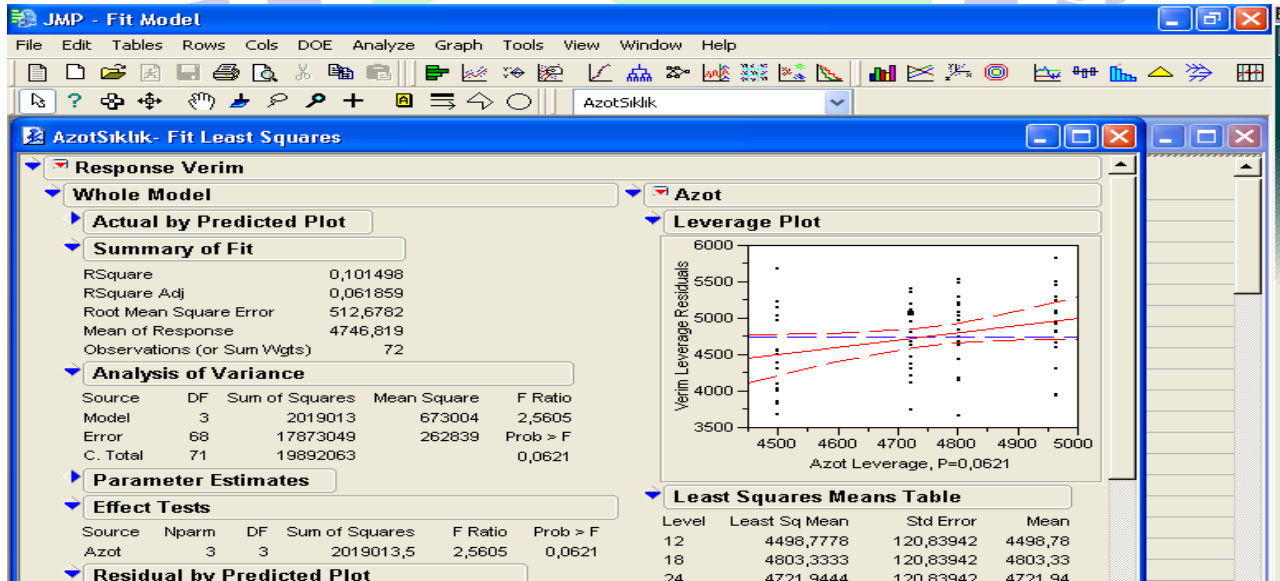 JMP - Fit Model
File Edit Tables Rows Cols DOE Analyze Graph Tools View Window Help
AzotSıklık
AzotSıklık- Fit Least Squares
Response Verim
Whole Model
Actual by Predicted Plot
Summary of Fit
RSquare 0,101498
RSquare Adj 0,061859
Root Mean Square Error 512,6782
Mean of Response 4746,819
Observations (or Sum Wgts) 72
Analysis of Variance
Source DF Sum of Squares Mean Square F Ratio
Model 3 2019013 673004 2,5605
Error 68 17873049 262839 Prob > F
C. Total 71 19892063 0,0621
Parameter Estimates
Effect Tests
Source Nparm DF Sum of Squares F Ratio Prob > F
Azot 3 3 2019013,5 2,5605 0,0621
Residual by Predicted Plot
Azot
Leverage Plot
Verim Leverage Residuals
6000
5500
5000
4500
4000
3500
4500 4600 4700 4800 4900 5000
Azot Leverage, P=0,0621
Least Squares Means Table
Level Least Sq Mean Std Error Mean
12 4498,7778 120,83942 4498,78
18 4803,3333 120,83942 4803,33
24 4721,9444 120,83942 4721,94